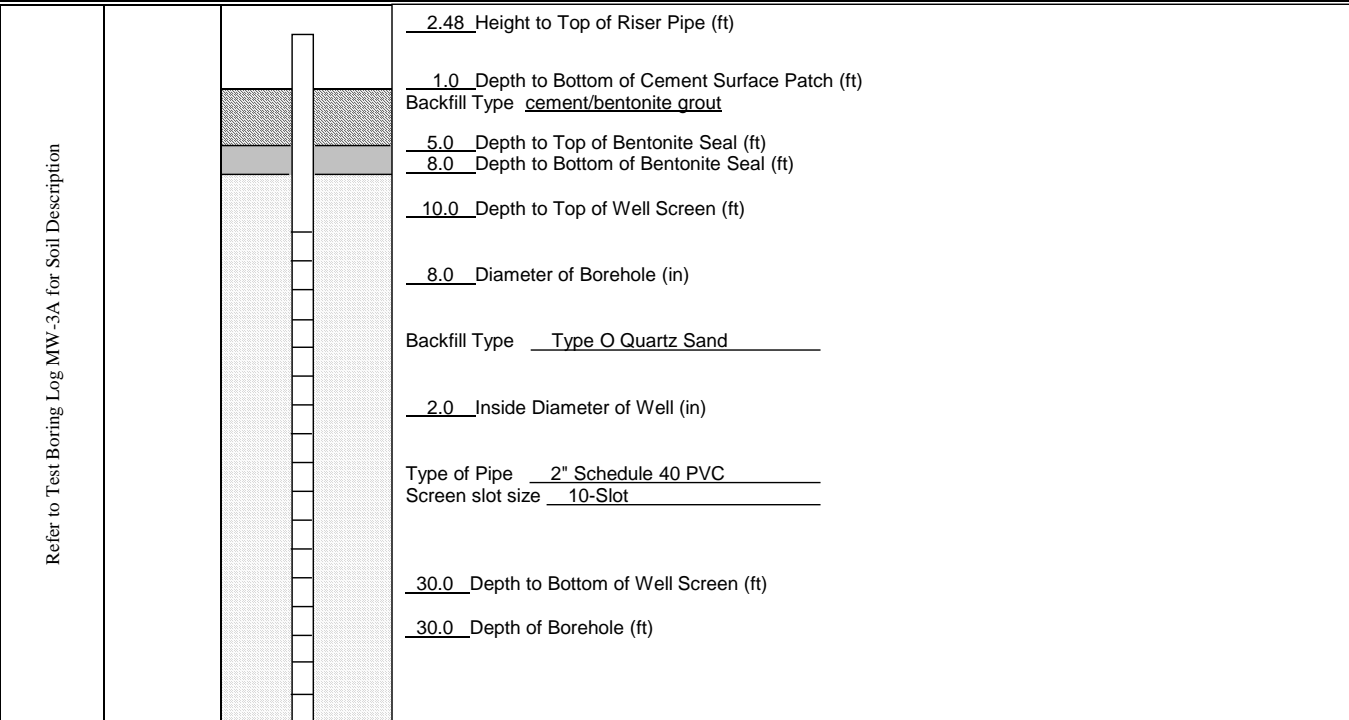 Refer to Test Boring Log MW-3A for Soil Description
2.48 Height to Top of Riser Pipe (ft)
1.0 Depth to Bottom of Cement Surface Patch (ft)
Backfill Type cement/bentonite grout
5.0 Depth to Top of Bentonite Seal (ft)
8.0 Depth to Bottom of Bentonite Seal (ft)
10.0 Depth to Top of Well Screen (ft)
8.0 Diameter of Borehole (in)
Backfill Type Type O Quartz Sand
2.0 Inside Diameter of Well (in)
Type of Pipe 2" Schedule 40 PVC
Screen slot size 10-Slot
30.0 Depth to Bottom of Well Screen (ft)
30.0 Depth of Borehole (ft)